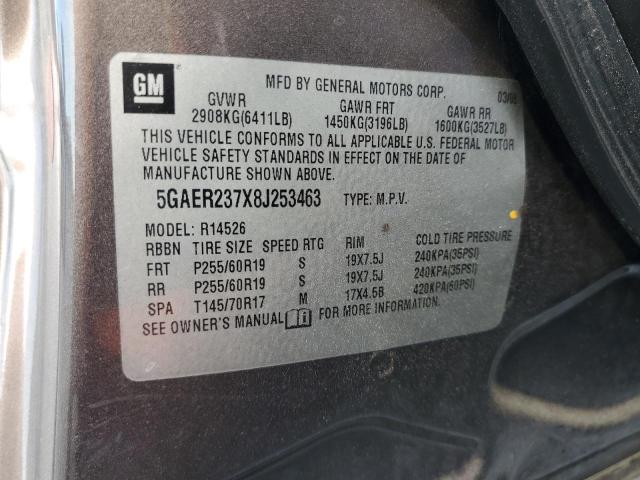 GM
MFD BY GENERAL MOTORS CORP. 03/08
GVWR GAWR FRT GAWR RR
2908KG(6411LB) 1450KG(3196LB) 1600KG(3527LB)
THIS VEHICLE CONFORMS TO ALL APPLICABLE U.S. FEDERAL MOTOR
VEHICLE SAFETY STANDARDS IN EFFECT ON THE DATE OF
MANUFACTURE SHOWN ABOVE.
5GAER237X8J253463 TYPE: M.P.V.
MODEL: R14526
RBBN TIRE SIZE SPEED RTG RIM COLD TIRE PRESSURE
FRT P255/60R19 S 19X7.5J 240KPA(35PSI)
RR P255/60R19 S 19X7.5J 240KPA(35PSI)
SPA T145/70R17 M 17X4.5B 420KPA(60PSI)
SEE OWNER'S MANUAL FOR MORE INFORMATION.